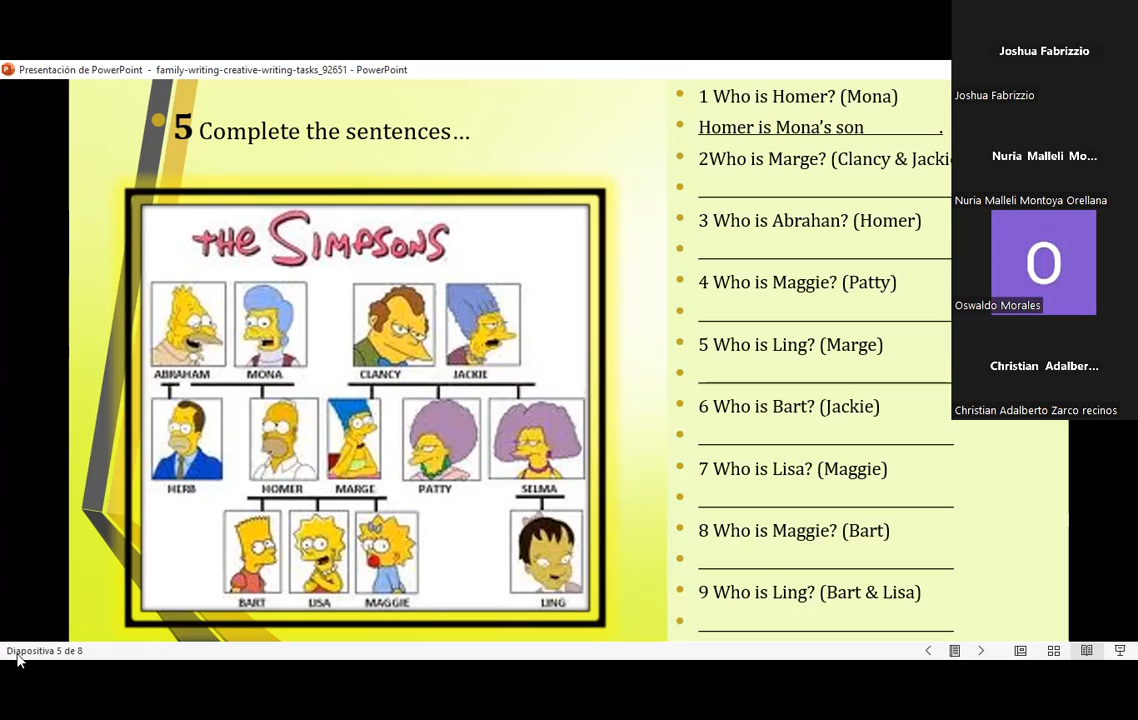 Presentación de PowerPoint - family-writing-creative-writing-tasks_92651 - PowerPoint
5 Complete the sentences...
THE SIMPSONS
ABRAHAM MONA CLANCY JACKIE
HERB HOMER MARGE PATTY SELMA
BART LISA MAGGIE LING
1 Who is Homer? (Mona)
Homer is Mona's son________.
2Who is Marge? (Clancy & Jackie
3 Who is Abrahan? (Homer)
4 Who is Maggie? (Patty)
5 Who is Ling? (Marge)
6 Who is Bart? (Jackie)
7 Who is Lisa? (Maggie)
8 Who is Maggie? (Bart)
9 Who is Ling? (Bart & Lisa)
Joshua Fabrizzio
Joshua Fabrizzio
Nuria Malleli Mo...
Nuria Malleli Montoya Orellana
O
Oswaldo Morales
Christian Adalber...
Christian Adalberto Zarco recinos
Diapositiva 5 de 8